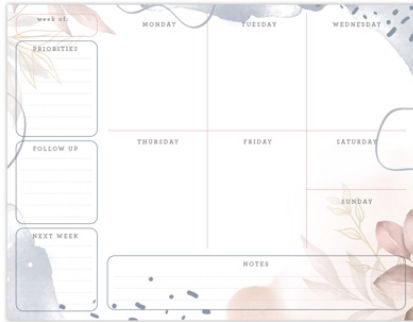 week of:
MONDAY
TUESDAY
WEDNESDAY
PRIORITIES
THURSDAY
FRIDAY
SATURDAY
FOLLOW UP
SUNDAY
NEXT WEEK
NOTES